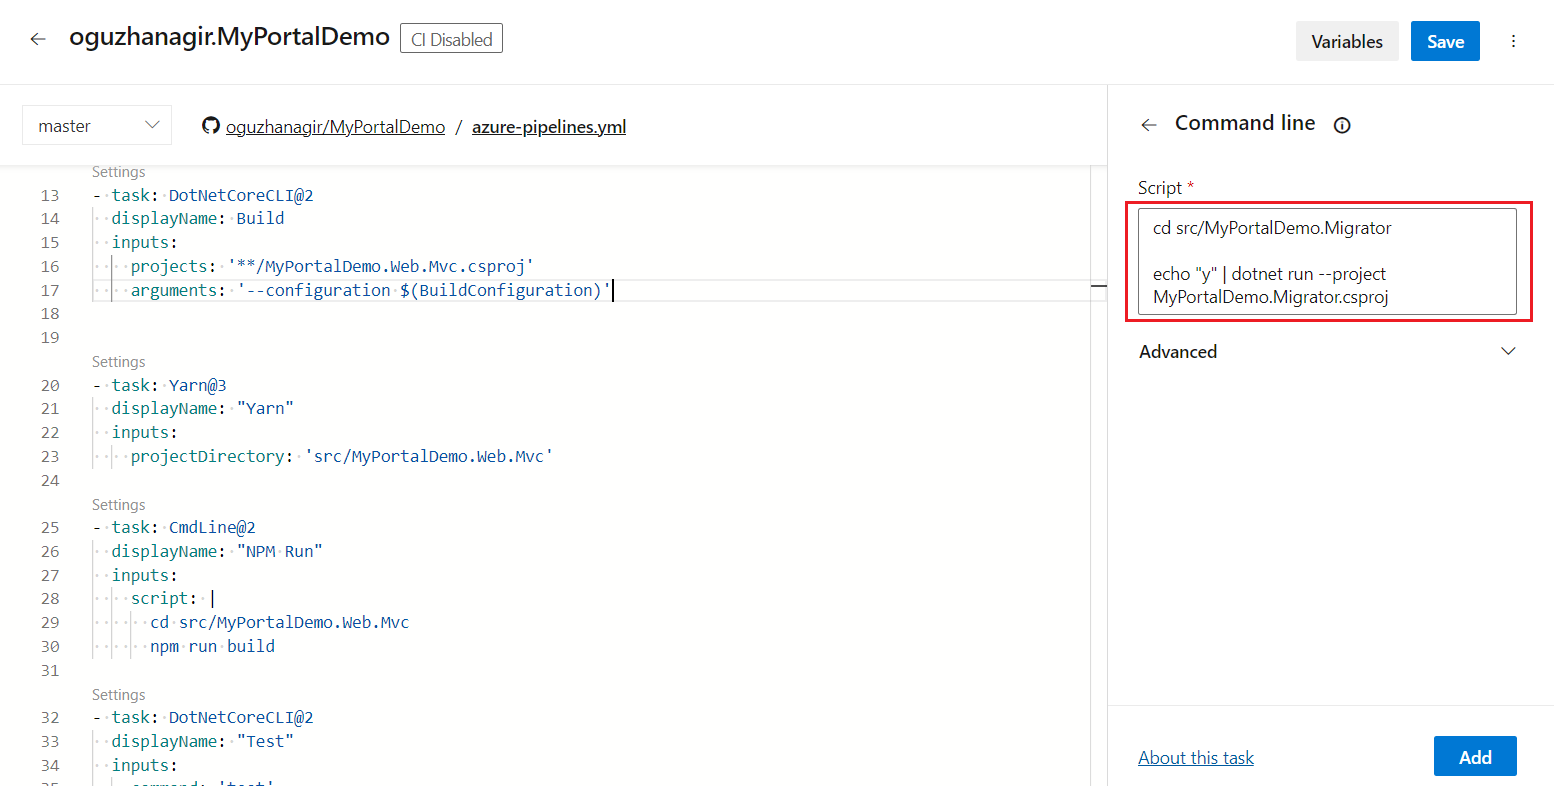 oguzhanagir.MyPortalDemo CI Disabled
Variables Save
master
oguzhanagir/MyPortalDemo / azure-pipelines.yml
Settings
13 - task: DotNetCoreCLI@2
14 displayName: Build
15 inputs:
16 projects: '**/MyPortalDemo.Web.Mvc.csproj'
17 arguments: '--configuration $(BuildConfiguration)'
18
19
Settings
20 - task: Yarn@3
21 displayName: "Yarn"
22 inputs:
23 projectDirectory: 'src/MyPortalDemo.Web.Mvc'
24
Settings
25 - task: CmdLine@2
26 displayName: "NPM Run"
27 inputs:
28 script: |
29 cd src/MyPortalDemo.Web.Mvc
30 npm run build
31
Settings
32 - task: DotNetCoreCLI@2
33 displayName: "Test"
34 inputs:
Command line
Script *
cd src/MyPortalDemo.Migrator
echo "y" | dotnet run --project
MyPortalDemo.Migrator.csproj
Advanced
About this task
Add